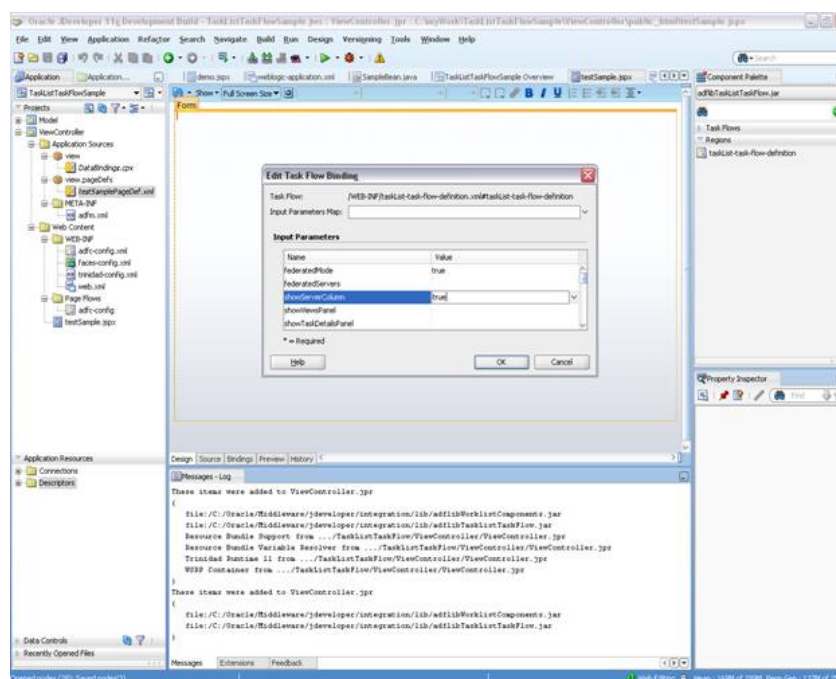 Oracle JDeveloper 11g Development Build - TaskListTaskFlowSample.jws : ViewController.jpr : C:\myWork\TaskListTaskFlowSample\ViewController\public_html\testSample.jspx
File Edit View Application Refactor Search Navigate Build Run Design Versioning Tools Window Help
Search
Application
Application...
demo.jspx
weblogic-application.xml
SampleBean.java
TaskListTaskFlowSample Overview
testSample.jspx
Component Palette
TaskListTaskFlowSample
Show
Full Screen Size
B I U
adflibTaskListTaskFlow.jar
Projects
Form
Model
ViewController
Application Sources
view
DataBindings.cpx
view.pageDefs
testSamplePageDef.xml
META-INF
adfm.xml
Web Content
WEB-INF
adfc-config.xml
faces-config.xml
trinidad-config.xml
web.xml
Page Flows
adfc-config
testSample.jspx
Task Flows
Regions
taskList-task-flow-definition
Edit Task Flow Binding
Task Flow: /WEB-INF/taskList-task-flow-definition.xml#taskList-task-flow-definition
Input Parameters Map:
Input Parameters
Name Value
federatedMode true
federatedServers
showServerColumn true
showViewsPanel
showTaskDetailsPanel
* = Required
Help OK Cancel
Property Inspector
Find
Application Resources
Connections
Descriptors
Design Source Bindings Preview History
Messages - Log
These items were added to ViewController.jpr
(
file:/C:/Oracle/Middleware/jdeveloper/integration/lib/adflibWorklistComponents.jar
file:/C:/Oracle/Middleware/jdeveloper/integration/lib/adflibTaskListTaskFlow.jar
Resource Bundle Support from .../TaskListTaskFlow/ViewController/ViewController.jpr
Resource Bundle Variable Resolver from .../TaskListTaskFlow/ViewController/ViewController.jpr
Trinidad Runtime 11 from .../TaskListTaskFlow/ViewController/ViewController.jpr
WSRP Container from .../TaskListTaskFlow/ViewController/ViewController.jpr
)
These items were added to ViewController.jpr
(
file:/C:/Oracle/Middleware/jdeveloper/integration/lib/adflibWorklistComponents.jar
file:/C:/Oracle/Middleware/jdeveloper/integration/lib/adflibTaskListTaskFlow.jar
)
Data Controls
Recently Opened Files
Messages Extensions Feedback
Web Editing